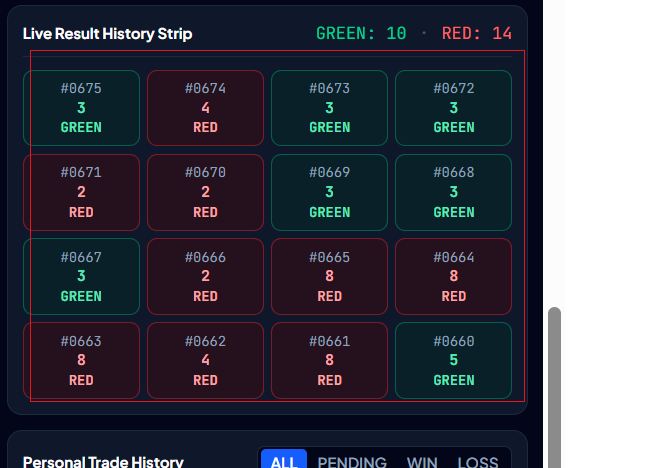 Live Result History Strip GREEN: 10 · RED: 14
#0675 #0674 #0673 #0672
3 4 3 3
GREEN RED GREEN GREEN
#0671 #0670 #0669 #0668
2 2 3 3
RED RED GREEN GREEN
#0667 #0666 #0665 #0664
3 2 8 8
GREEN RED RED RED
#0663 #0662 #0661 #0660
8 4 8 5
RED RED RED GREEN
Personal Trade History ALL PENDING WIN LOSS